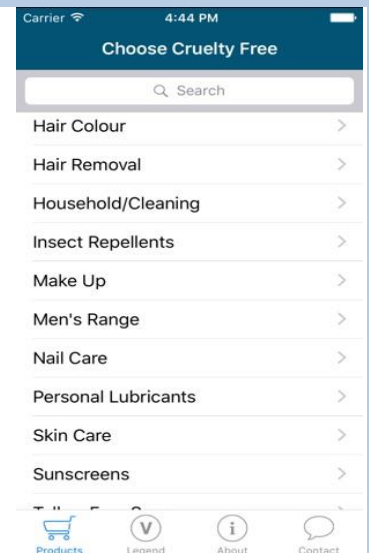 Carrier 4:44 PM
Choose Cruelty Free
Search
Hair Colour
Hair Removal
Household/Cleaning
Insect Repellents
Make Up
Men's Range
Nail Care
Personal Lubricants
Skin Care
Sunscreens
V i
Products Legend About Contact